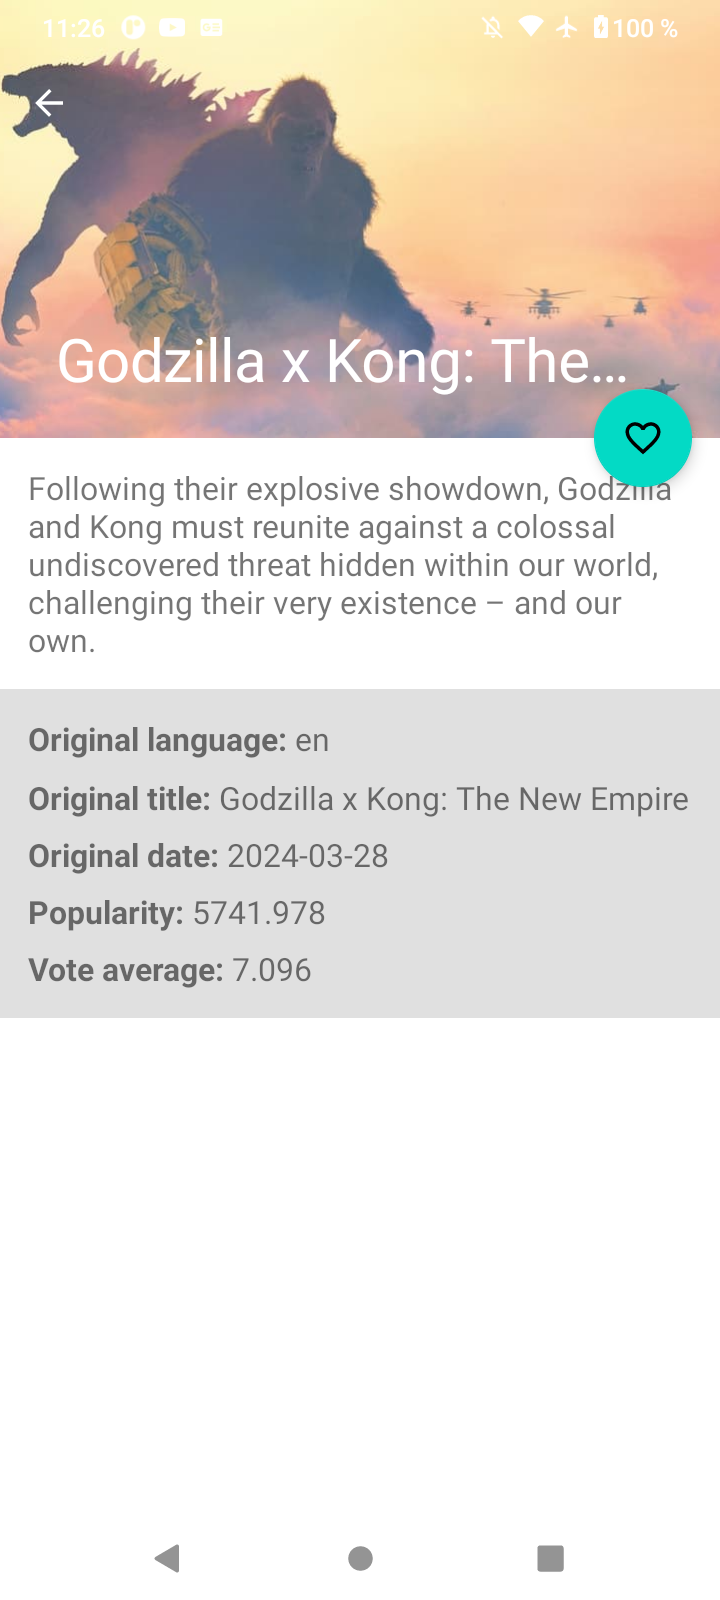 11:26
100 %
Godzilla x Kong: The...
Following their explosive showdown, Godzilla
and Kong must reunite against a colossal
undiscovered threat hidden within our world,
challenging their very existence – and our
own.
Original language: en
Original title: Godzilla x Kong: The New Empire
Original date: 2024-03-28
Popularity: 5741.978
Vote average: 7.096